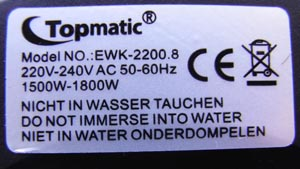 Topmatic®
Model NO.:EWK-2200.8
220V-240V AC 50-60Hz
1500W-1800W
CE
NICHT IN WASSER TAUCHEN
DO NOT IMMERSE INTO WATER
NIET IN WATER ONDERDOMPELEN